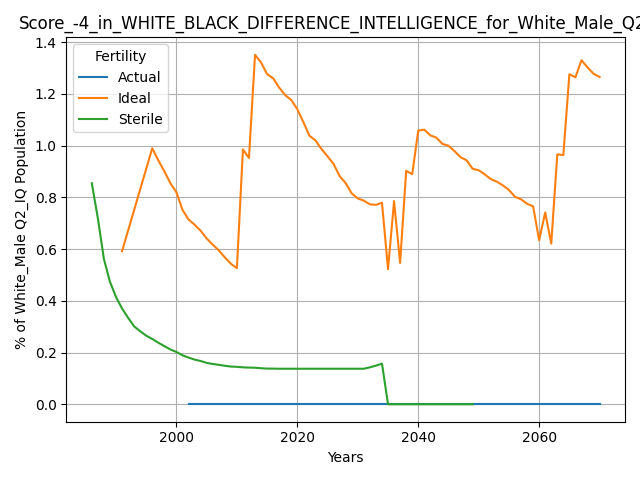 Score_-4_in_WHITE_BLACK_DIFFERENCE_INTELLIGENCE_for_White_Male_Q2
Fertility
Actual
Ideal
Sterile
% of White_Male Q2_IQ Population
1.4
1.2
1.0
0.8
0.6
0.4
0.2
0.0
2000 2020 2040 2060
Years